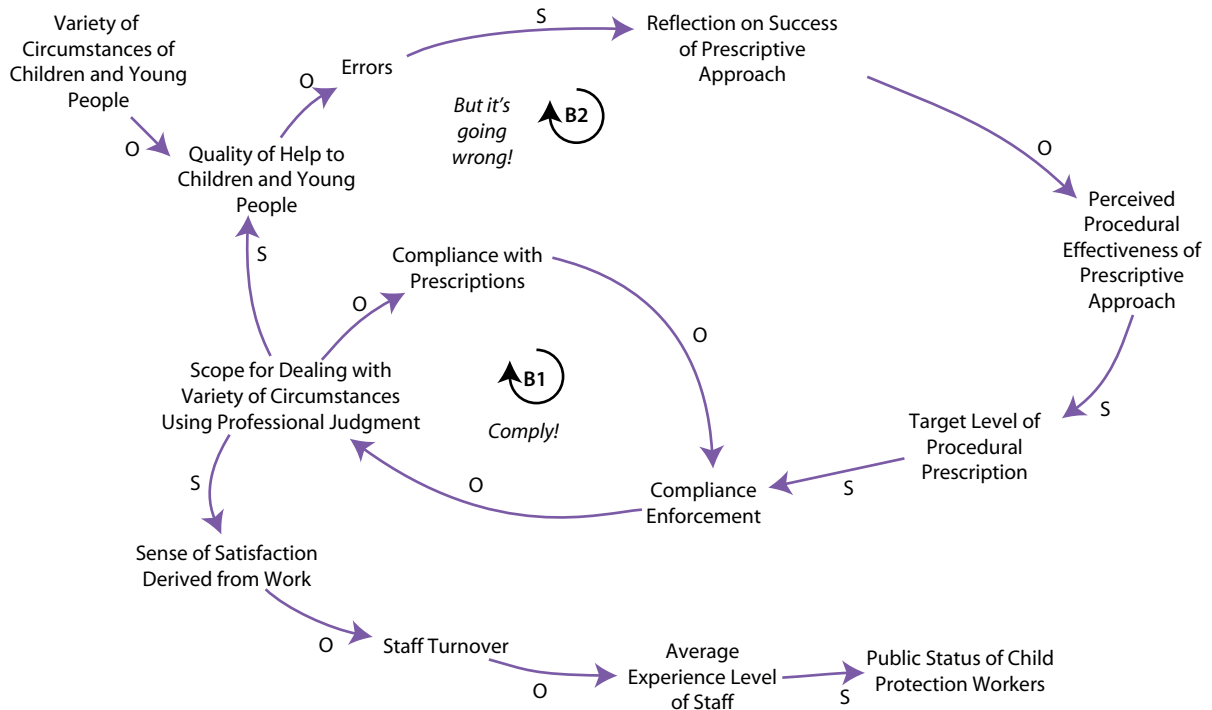 Variety of
Circumstances of
Children and Young
People
O
Quality of Help to
Children and Young
People
O
Errors
S
Reflection on Success
of Prescriptive
Approach
But it's
going
wrong!
B2
O
Perceived
Procedural
Effectiveness of
Prescriptive
Approach
S
Target Level of
Procedural
Prescription
S
Compliance
Enforcement
S
Compliance with
Prescriptions
O
O
Scope for Dealing with
Variety of Circumstances
Using Professional Judgment
B1
Comply!
O
S
Sense of Satisfaction
Derived from Work
O
Staff Turnover
O
Average
Experience Level
of Staff
S
Public Status of Child
Protection Workers